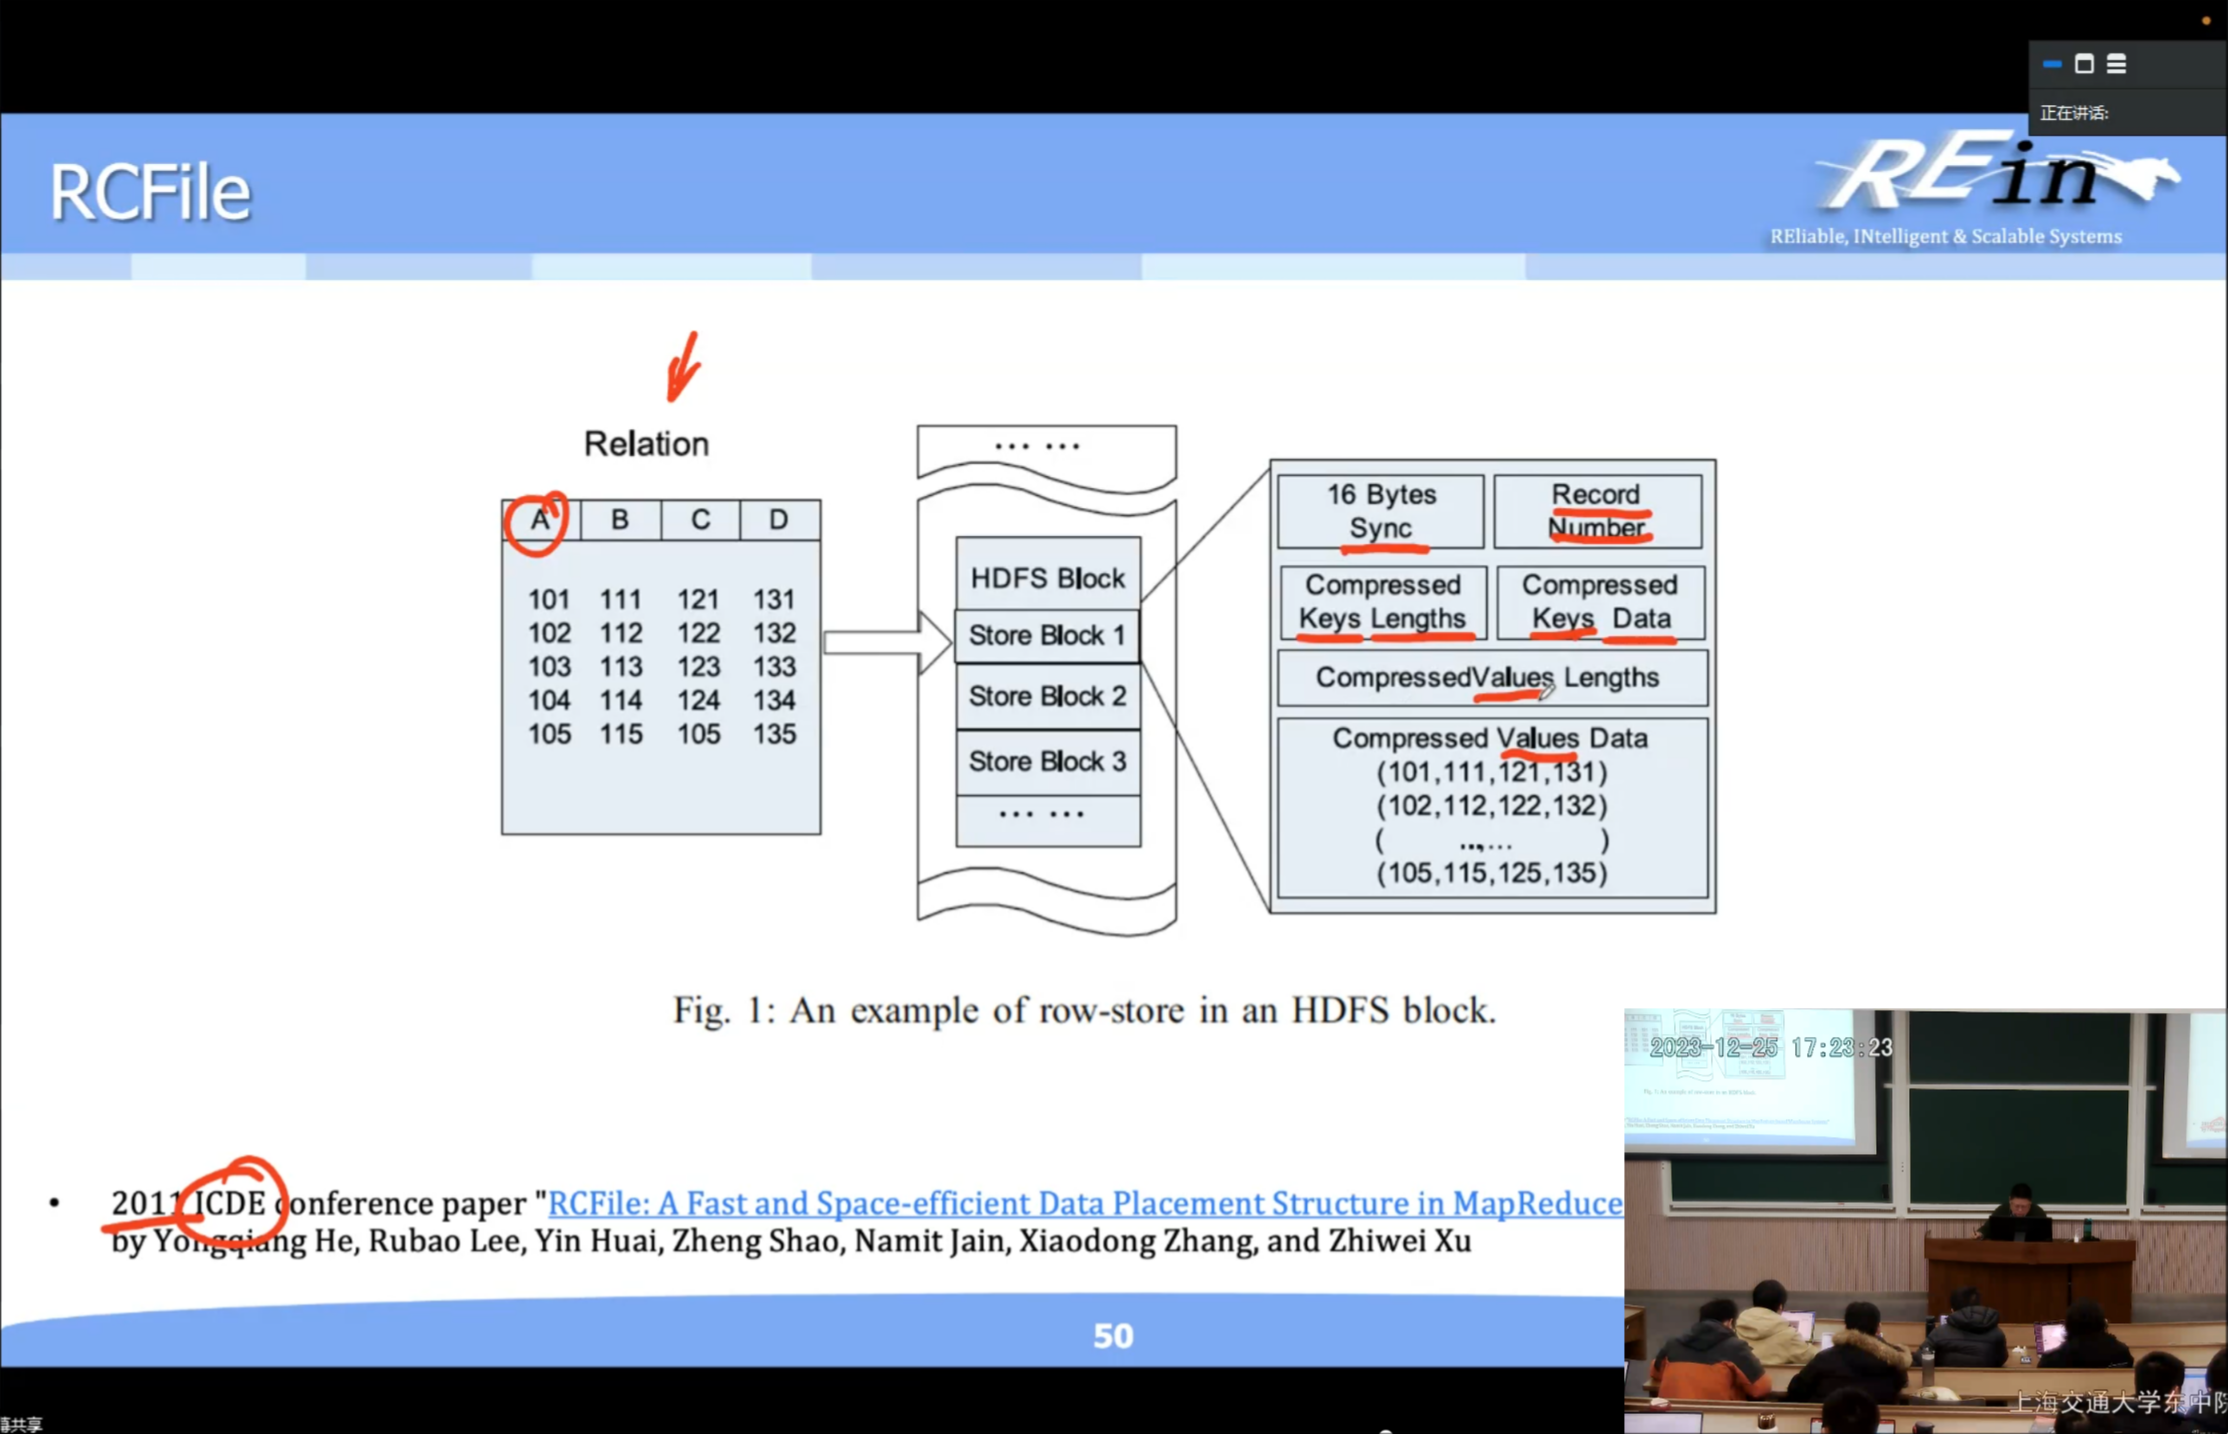 正在讲话:
RCFile
REin
REliable, INtelligent & Scalable Systems
Relation
A B C D
101 111 121 131
102 112 122 132
103 113 123 133
104 114 124 134
105 115 105 135
... ...
HDFS Block
Store Block 1
Store Block 2
Store Block 3
... ...
16 Bytes
Sync
Record
Number
Compressed
Keys Lengths
Compressed
Keys Data
CompressedValues Lengths
Compressed Values Data
(101,111,121,131)
(102,112,122,132)
( ..,... )
(105,115,125,135)
Fig. 1: An example of row-store in an HDFS block.
• 2011 ICDE conference paper "RCFile: A Fast and Space-efficient Data Placement Structure in MapReduce
by Yongqiang He, Rubao Lee, Yin Huai, Zheng Shao, Namit Jain, Xiaodong Zhang, and Zhiwei Xu
50
2023-12-25 17:23:23
上海交通大学东中院
共享